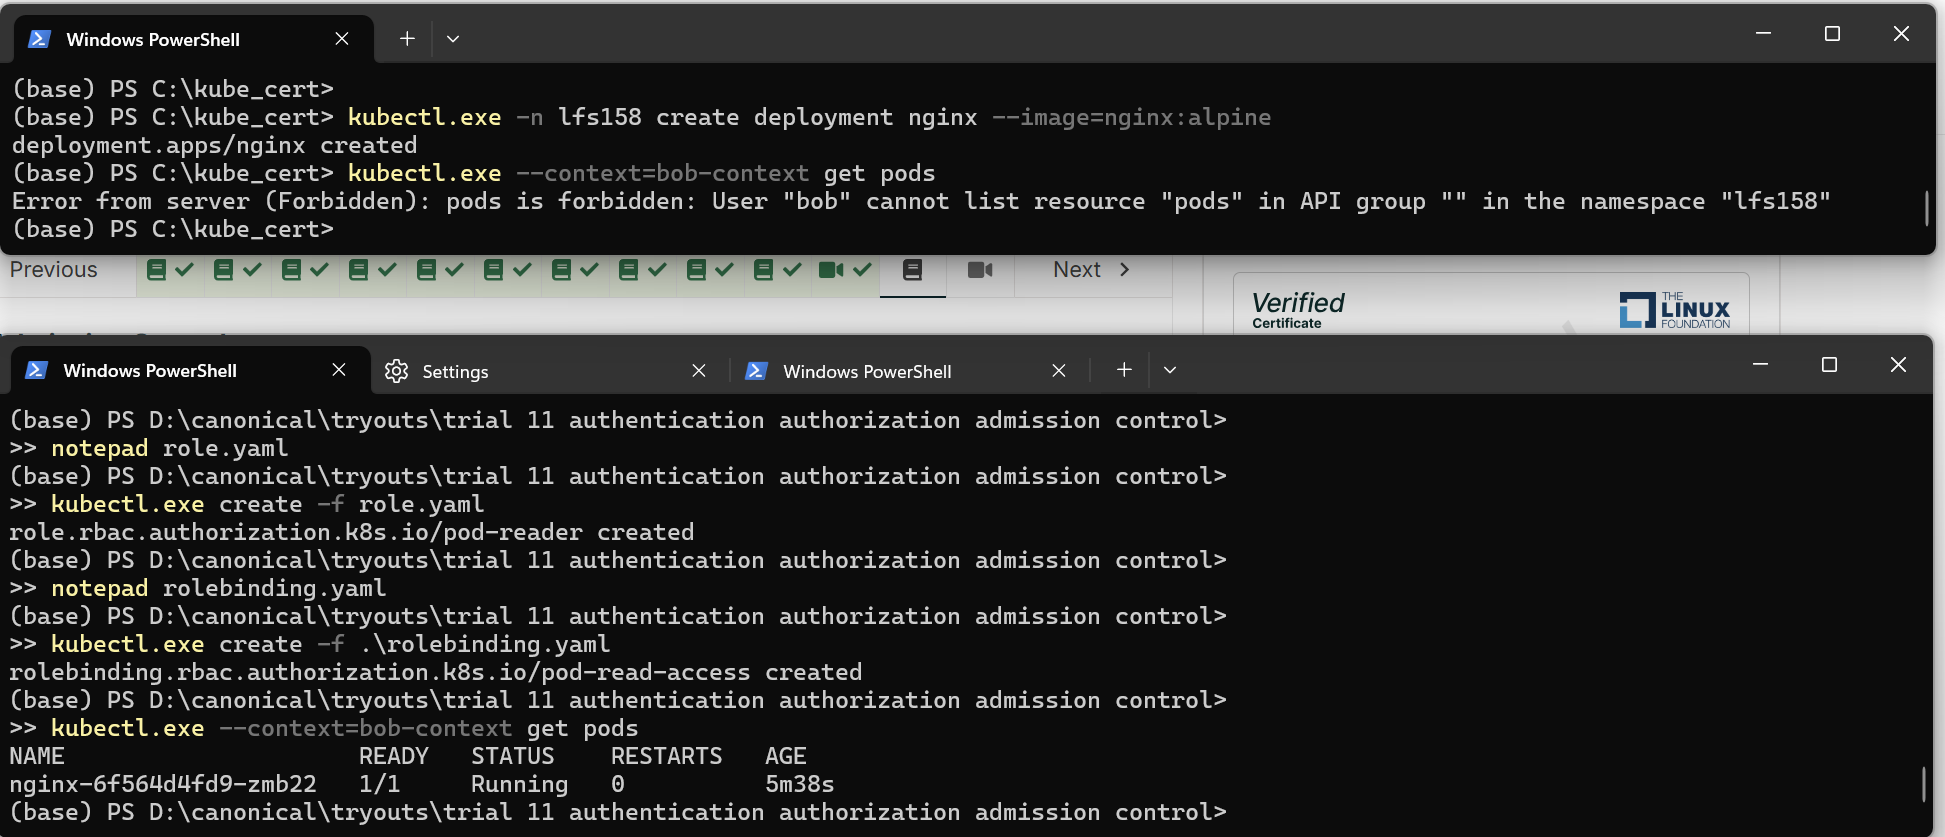 Windows PowerShell
(base) PS C:\kube_cert>
(base) PS C:\kube_cert> kubectl.exe -n lfs158 create deployment nginx --image=nginx:alpine
deployment.apps/nginx created
(base) PS C:\kube_cert> kubectl.exe --context=bob-context get pods
Error from server (Forbidden): pods is forbidden: User "bob" cannot list resource "pods" in API group "" in the namespace "lfs158"
(base) PS C:\kube_cert>
Previous
Next
Verified
Certificate
THE
LINUX
FOUNDATION
Windows PowerShell
Settings
Windows PowerShell
(base) PS D:\canonical\tryouts\trial 11 authentication authorization admission control>
>> notepad role.yaml
(base) PS D:\canonical\tryouts\trial 11 authentication authorization admission control>
>> kubectl.exe create -f role.yaml
role.rbac.authorization.k8s.io/pod-reader created
(base) PS D:\canonical\tryouts\trial 11 authentication authorization admission control>
>> notepad rolebinding.yaml
(base) PS D:\canonical\tryouts\trial 11 authentication authorization admission control>
>> kubectl.exe create -f .\rolebinding.yaml
rolebinding.rbac.authorization.k8s.io/pod-read-access created
(base) PS D:\canonical\tryouts\trial 11 authentication authorization admission control>
>> kubectl.exe --context=bob-context get pods
NAME READY STATUS RESTARTS AGE
nginx-6f564d4fd9-zmb22 1/1 Running 0 5m38s
(base) PS D:\canonical\tryouts\trial 11 authentication authorization admission control>